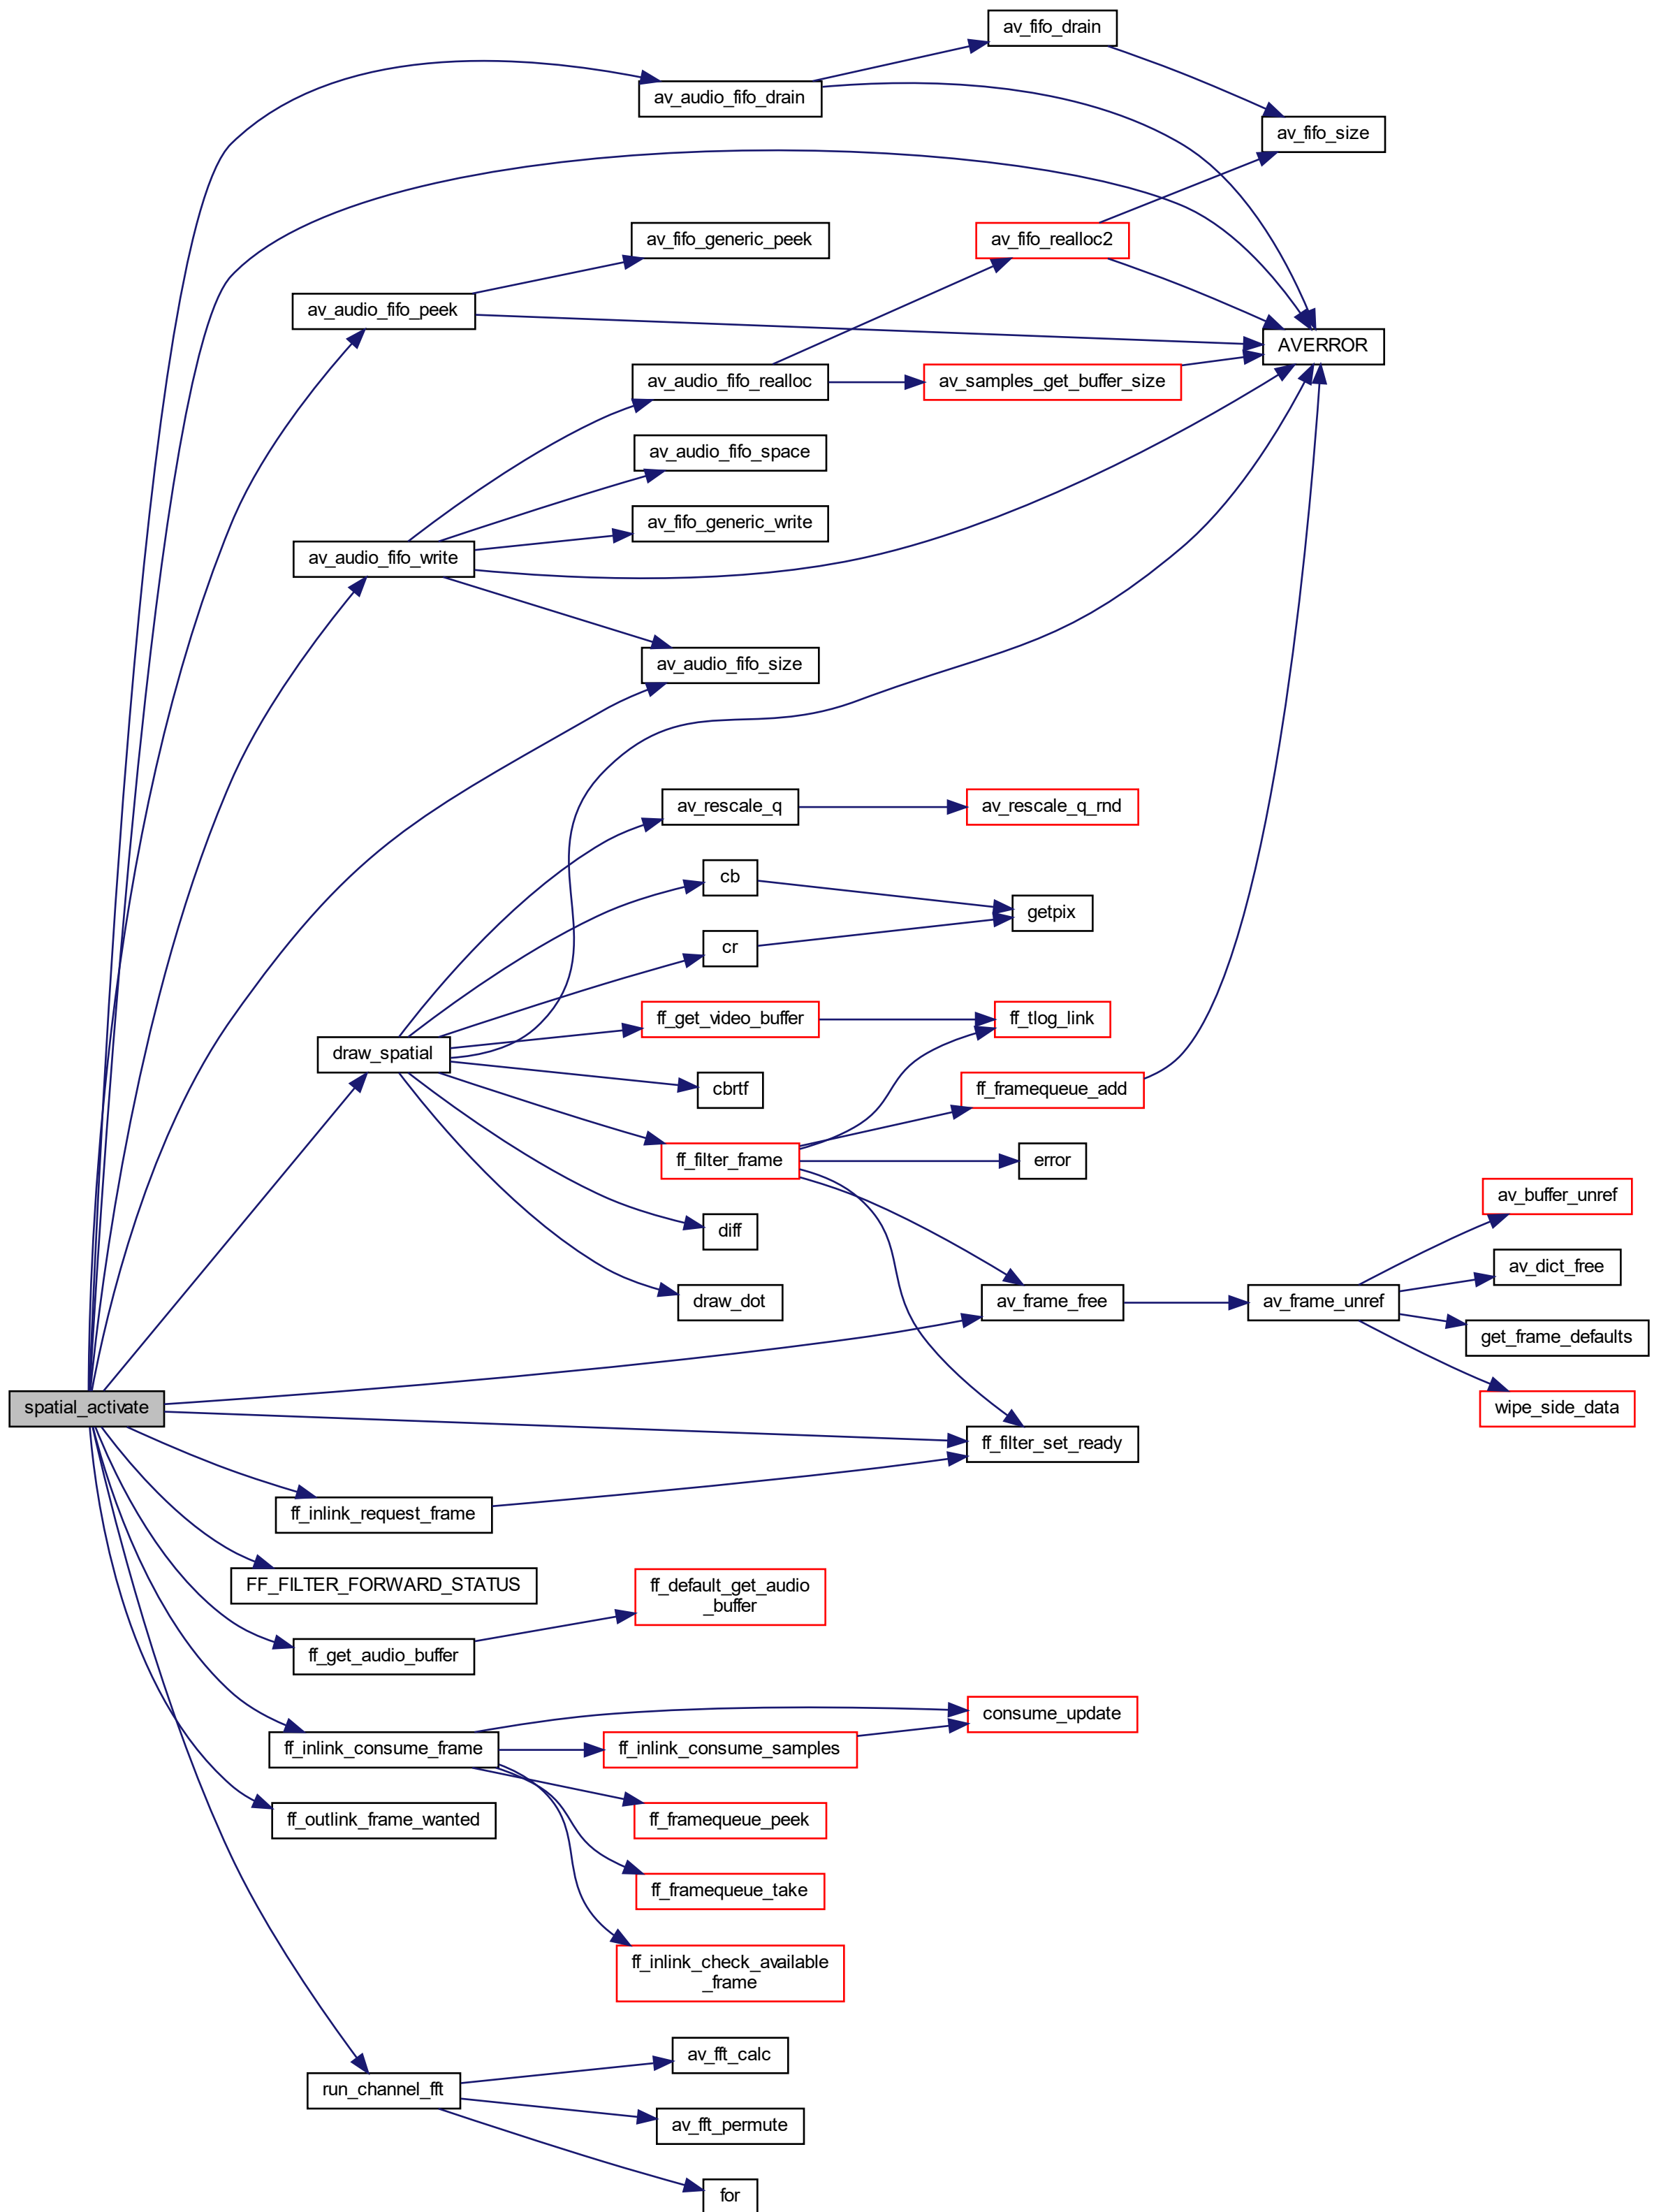 av_fifo_drain
av_audio_fifo_drain
av_fifo_size
av_fifo_generic_peek
av_fifo_realloc2
av_audio_fifo_peek
AVERROR
av_audio_fifo_realloc
av_samples_get_buffer_size
av_audio_fifo_space
av_fifo_generic_write
av_audio_fifo_write
av_audio_fifo_size
av_rescale_q
av_rescale_q_rnd
cb
getpix
cr
ff_get_video_buffer
ff_tlog_link
draw_spatial
cbrtf
ff_framequeue_add
ff_filter_frame
error
av_buffer_unref
diff
av_dict_free
draw_dot
av_frame_free
av_frame_unref
get_frame_defaults
spatial_activate
wipe_side_data
ff_filter_set_ready
ff_inlink_request_frame
FF_FILTER_FORWARD_STATUS
ff_default_get_audio
_buffer
ff_get_audio_buffer
consume_update
ff_inlink_consume_frame
ff_inlink_consume_samples
ff_outlink_frame_wanted
ff_framequeue_peek
ff_framequeue_take
ff_inlink_check_available
_frame
av_fft_calc
run_channel_fft
av_fft_permute
for